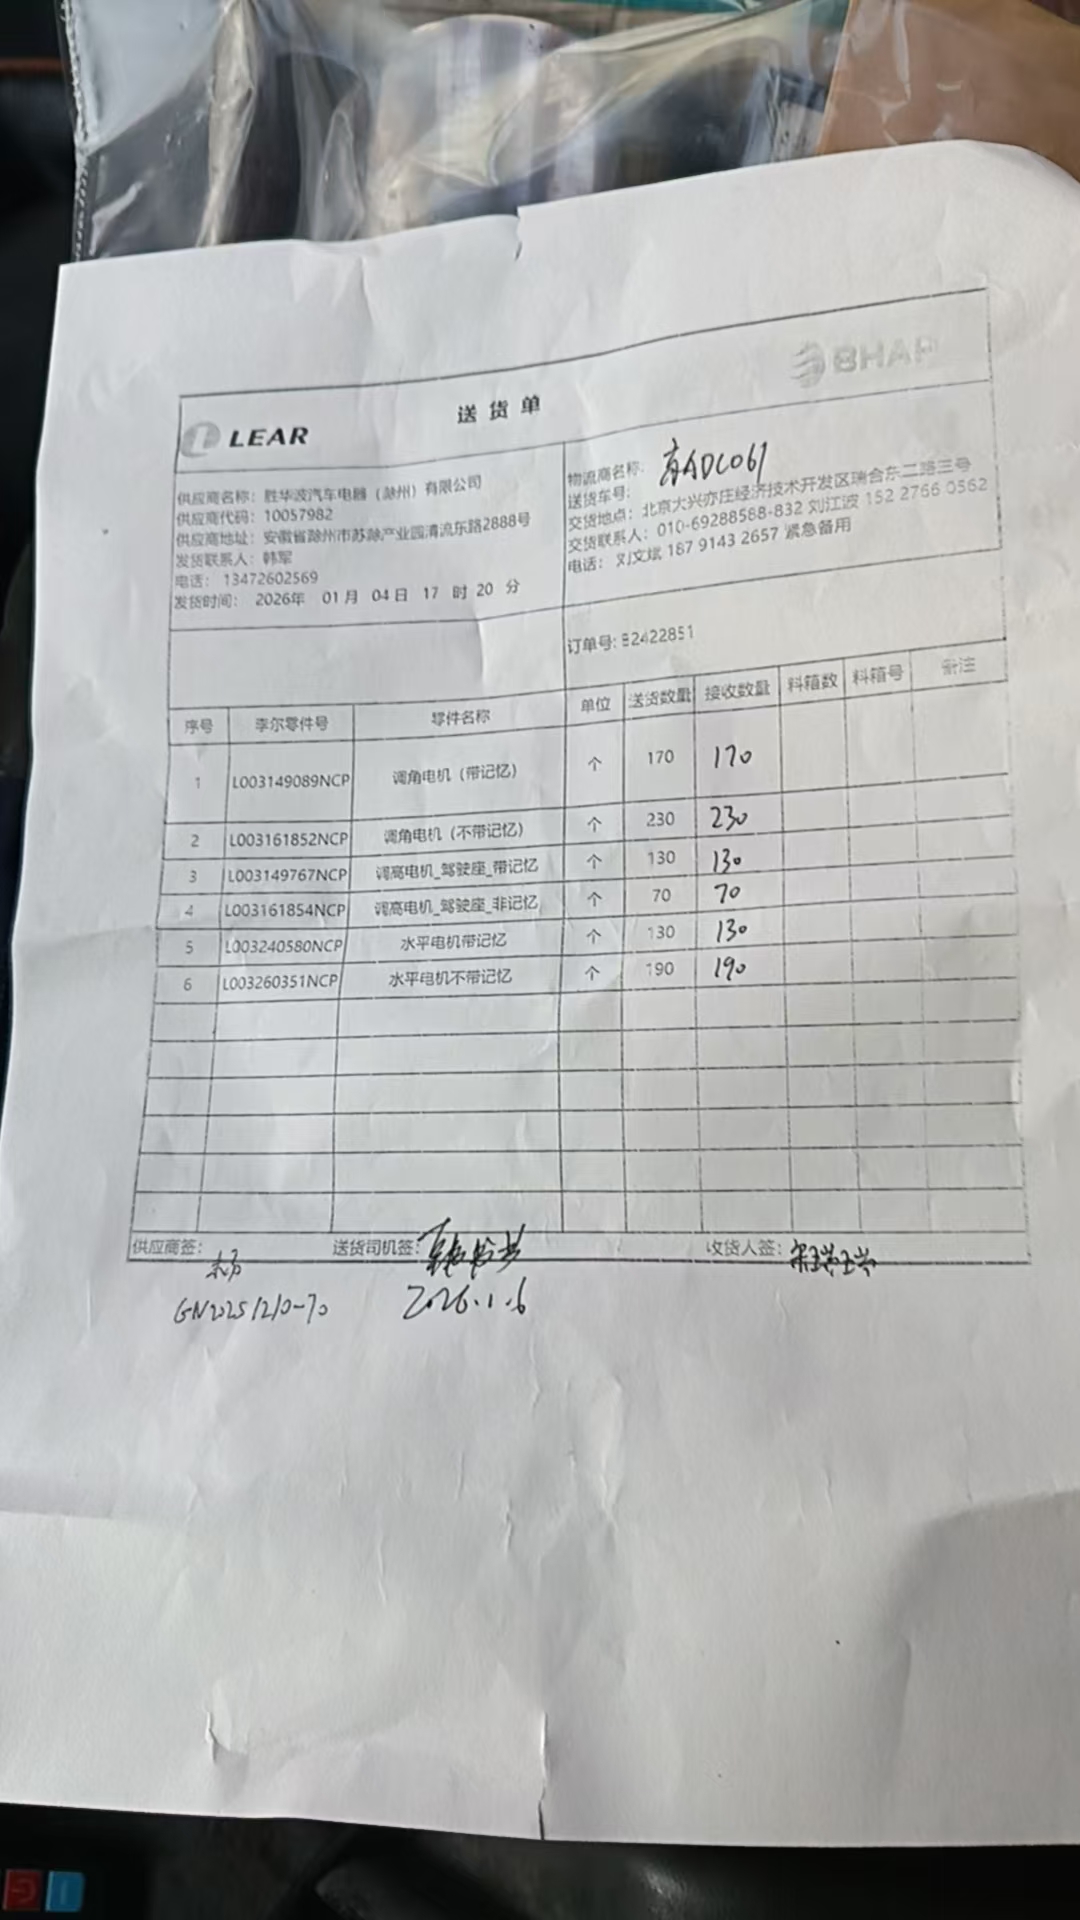 送货单
LEAR
BHAP
供应商名称：胜华波汽车电器（滁州）有限公司
供应商代码：10057982
供应商地址：安徽省滁州市苏滁产业园清流东路2888号
发货联系人：韩军
电话：13472602569
发货时间：2026年 01月 04日 17 时 20 分
物流商名称：
送货车号：京ADC061
交货地点：北京大兴亦庄经济技术开发区瑞合东二路三号
交货联系人：010-69288588-832 刘江波 152 2766 0562
电话：刘文斌 187 9143 2657 紧急备用
订单号：B2422851
序号 李尔零件号 零件名称 单位 送货数量 接收数量 料箱数 料箱号 备注
1 L003149089NCP 调角电机（带记忆） 个 170 170
2 L003161852NCP 调角电机（不带记忆） 个 230 230
3 L003149767NCP 调高电机_驾驶座_带记忆 个 130 130
4 L003161854NCP 调高电机_驾驶座_非记忆 个 70 70
5 L003240580NCP 水平电机带记忆 个 130 130
6 L003260351NCP 水平电机不带记忆 个 190 190
供应商签： 送货司机签： 收货人签：
GN20251210-70 2026.1.6